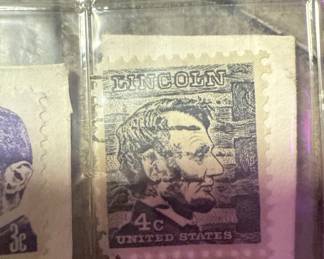 LINCOLN
4c
UNITED STATES
3c